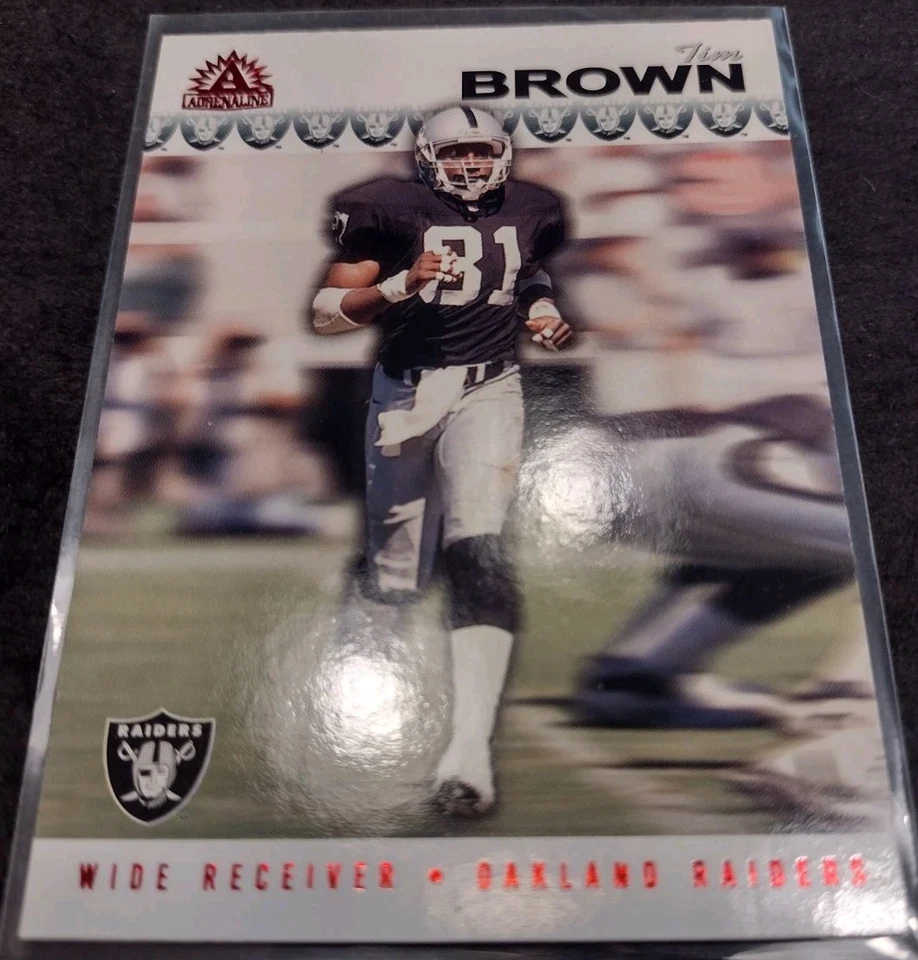 A
ADRENALINE
Tim
BROWN
81
RAIDERS
WIDE RECEIVER • OAKLAND RAIDERS